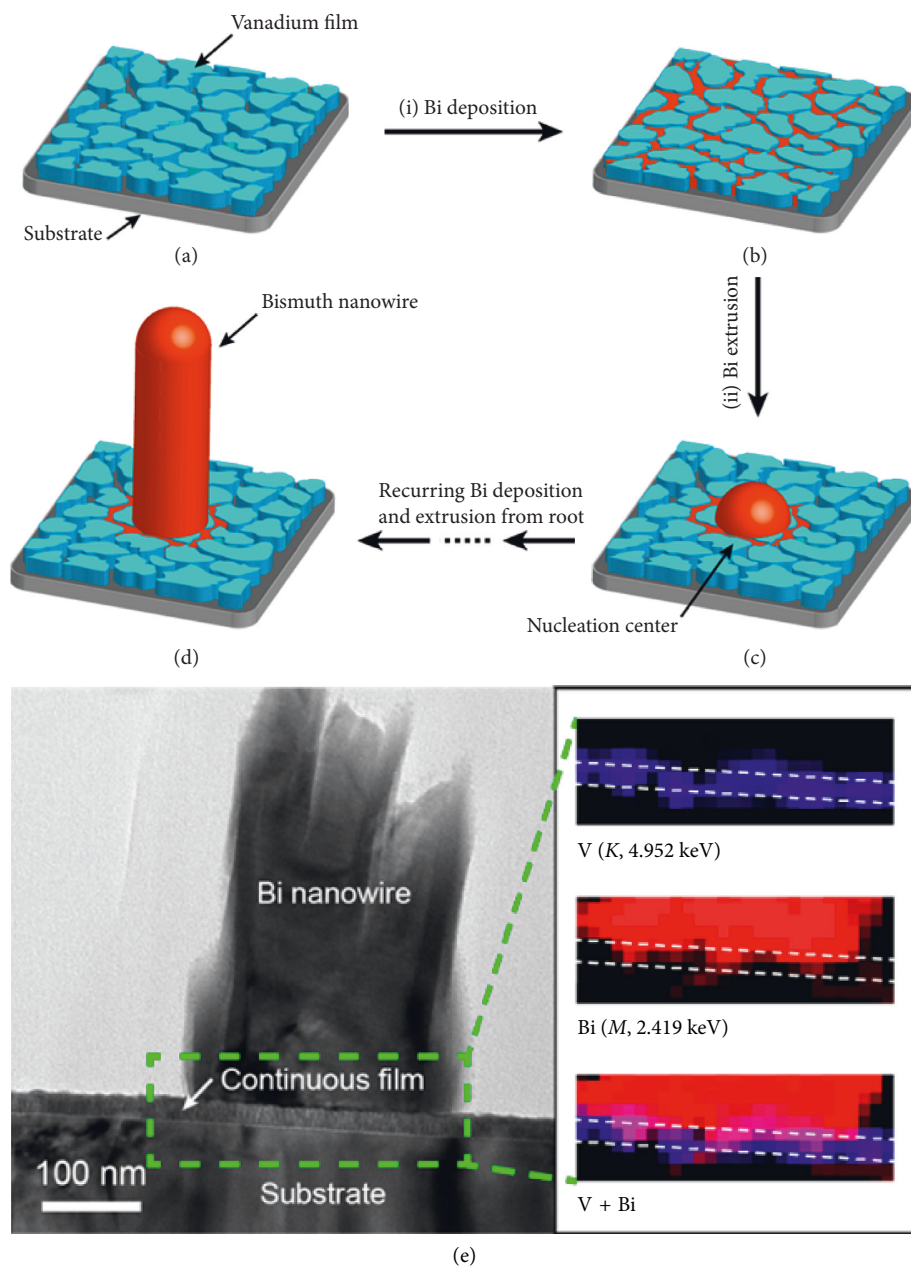 Vanadium film
(i) Bi deposition
Substrate
(a)
(b)
Bismuth nanowire
(ii) Bi extrusion
Recurring Bi deposition
and extrusion from root
Nucleation center
(d)
(c)
Bi nanowire
Continuous film
100 nm
Substrate
V (K, 4.952 keV)
Bi (M, 2.419 keV)
V + Bi
(e)